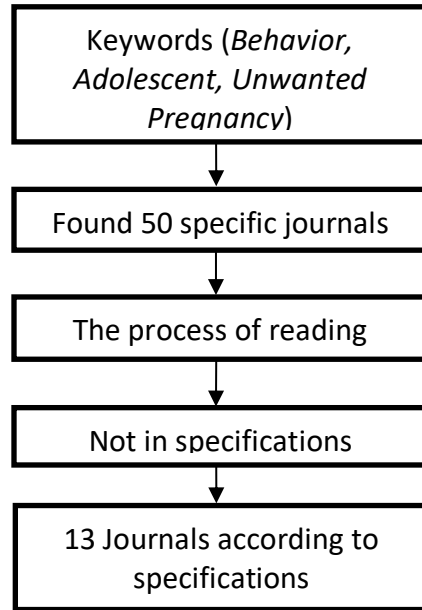 Keywords (Behavior,
Adolescent, Unwanted
Pregnancy)
Found 50 specific journals
The process of reading
Not in specifications
13 Journals according to
specifications